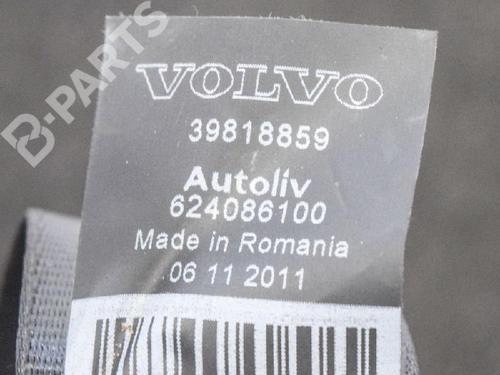 B-PARTS
VOLVO
39818859
Autoliv
624086100
Made in Romania
06 11 2011